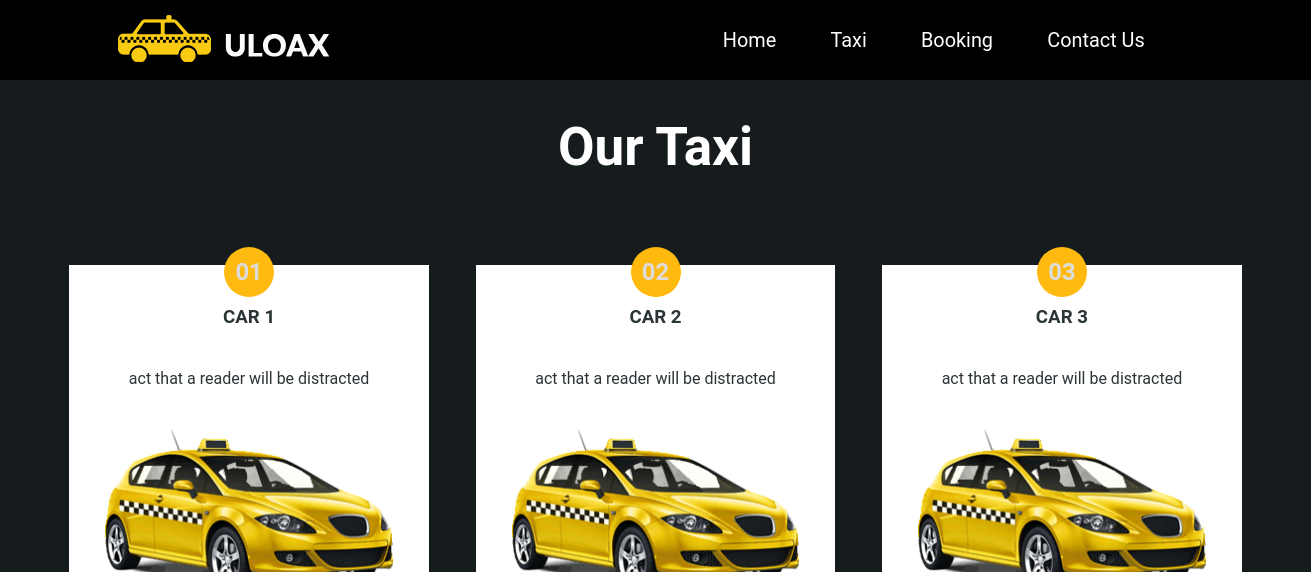 ULOAX
Home Taxi Booking Contact Us
Our Taxi
01 02 03
CAR 1 CAR 2 CAR 3
act that a reader will be distracted act that a reader will be distracted act that a reader will be distracted